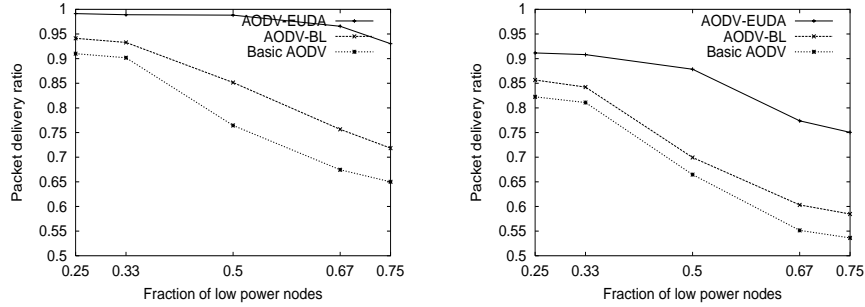 1
0.95
0.9
0.85
0.8
0.75
0.7
0.65
0.6
0.55
0.5
Packet delivery ratio
AODV-EUDA
AODV-BL
Basic AODV
0.25 0.33 0.5 0.67 0.75
Fraction of low power nodes
1
0.95
0.9
0.85
0.8
0.75
0.7
0.65
0.6
0.55
0.5
Packet delivery ratio
AODV-EUDA
AODV-BL
Basic AODV
0.25 0.33 0.5 0.67 0.75
Fraction of low power nodes